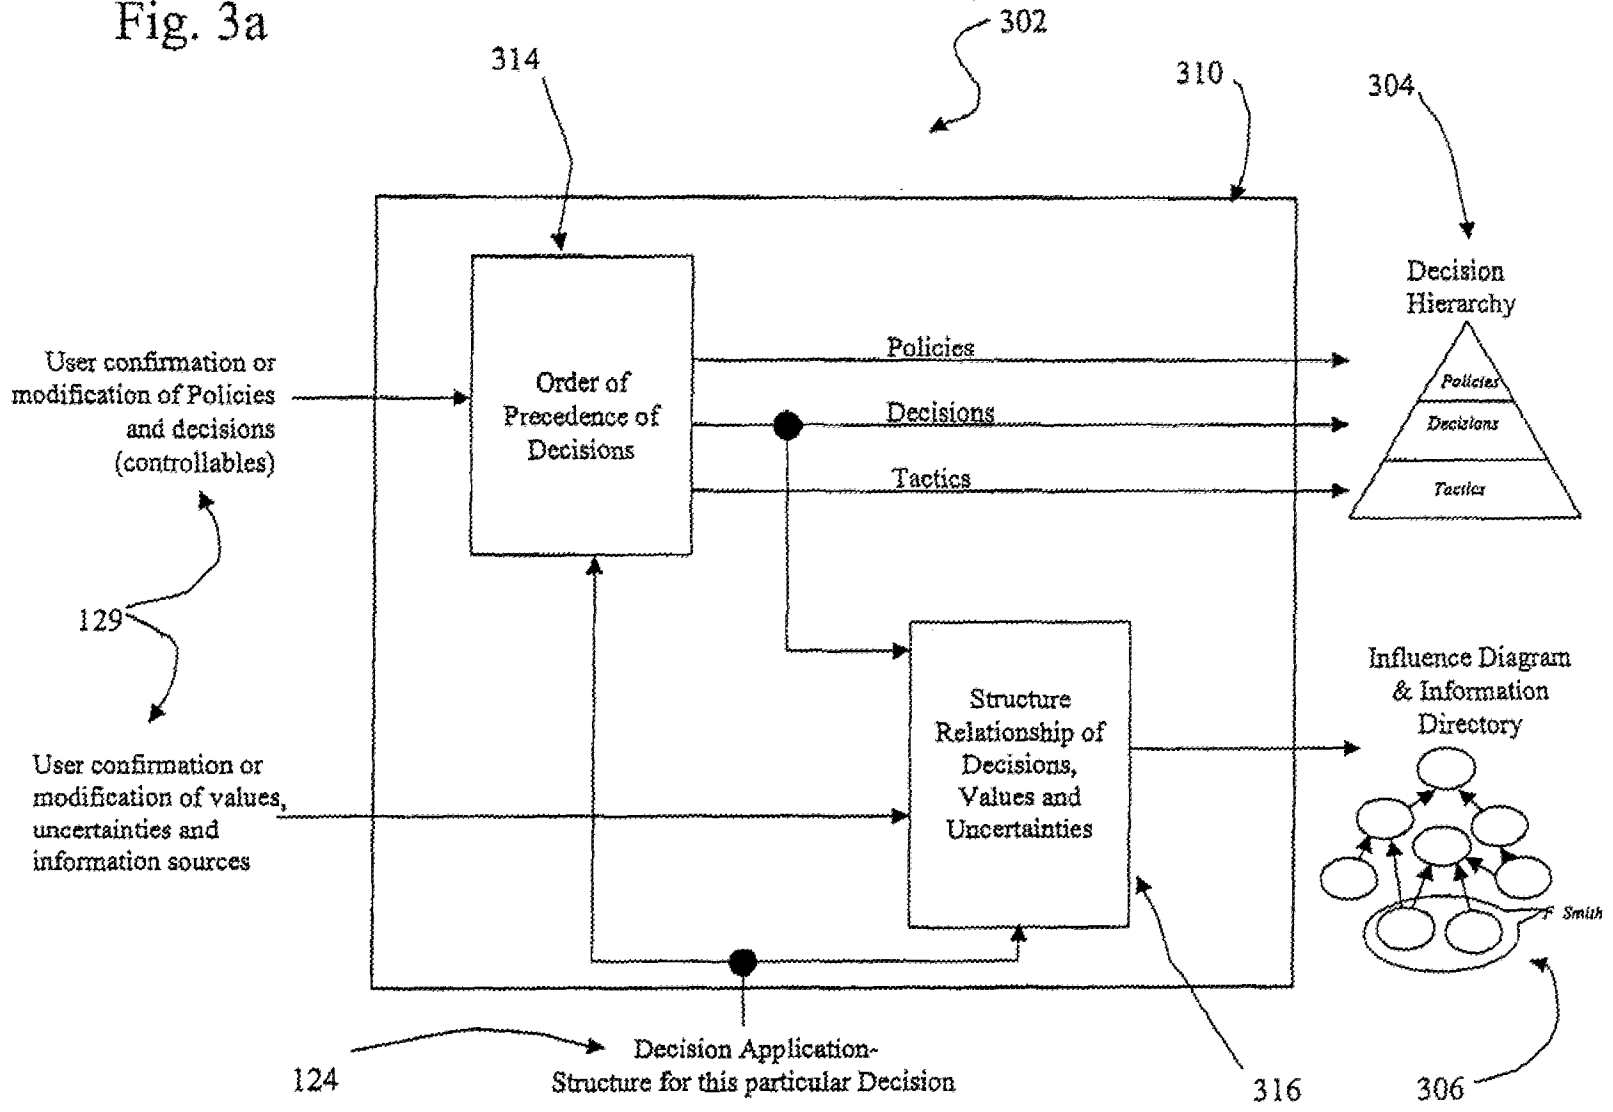 Fig. 3a
302
314
310
304
Decision
Hierarchy
User confirmation or
modification of Policies
and decisions
(controllables)
Order of
Precedence of
Decisions
Policies
Decisions
Tactics
Policies
Decisions
Tactics
129
User confirmation or
modification of values,
uncertainties and
information sources
Structure
Relationship of
Decisions,
Values and
Uncertainties
Influence Diagram
& Information
Directory
F Smith
124
Decision Application-
Structure for this particular Decision
316
306